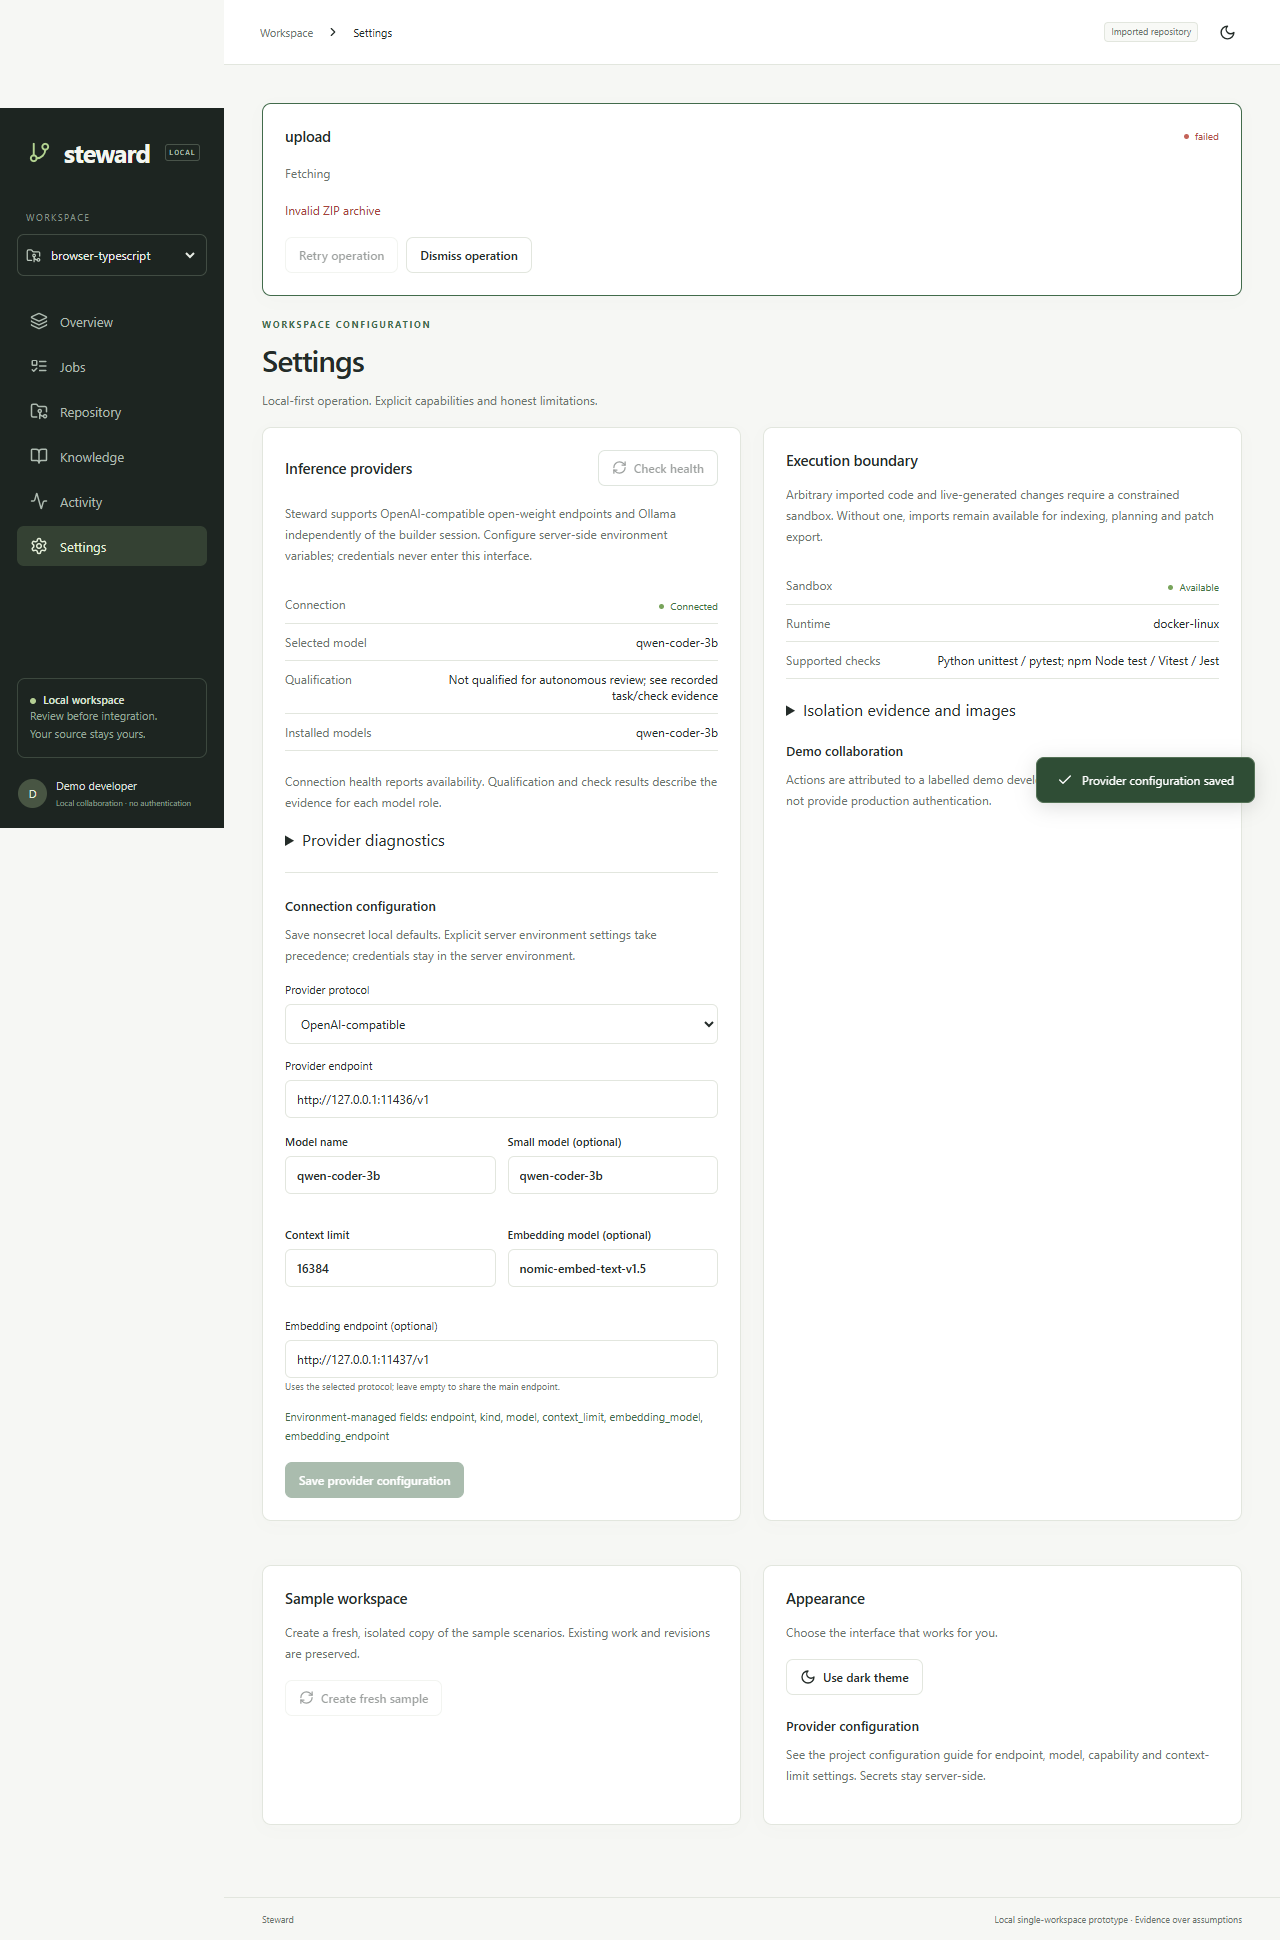 Workspace > Settings
Imported repository
steward
LOCAL
WORKSPACE
browser-typescript
Overview
Jobs
Repository
Knowledge
Activity
Settings
Local workspace
Review before integration.
Your source stays yours.
D
Demo developer
Local collaboration · no authentication
upload
failed
Fetching
Invalid ZIP archive
Retry operation
Dismiss operation
WORKSPACE CONFIGURATION
Settings
Local-first operation. Explicit capabilities and honest limitations.
Inference providers
Check health
Steward supports OpenAI-compatible open-weight endpoints and Ollama
independently of the builder session. Configure server-side environment
variables; credentials never enter this interface.
Connection
Connected
Selected model
qwen-coder-3b
Qualification
Not qualified for autonomous review; see recorded
task/check evidence
Installed models
qwen-coder-3b
Connection health reports availability. Qualification and check results describe the
evidence for each model role.
Provider diagnostics
Connection configuration
Save nonsecret local defaults. Explicit server environment settings take
precedence; credentials stay in the server environment.
Provider protocol
OpenAI-compatible
Provider endpoint
http://127.0.0.1:11436/v1
Model name
Small model (optional)
qwen-coder-3b
qwen-coder-3b
Context limit
Embedding model (optional)
16384
nomic-embed-text-v1.5
Embedding endpoint (optional)
http://127.0.0.1:11437/v1
Uses the selected protocol; leave empty to share the main endpoint.
Environment-managed fields: endpoint, kind, model, context_limit, embedding_model,
embedding_endpoint
Save provider configuration
Execution boundary
Arbitrary imported code and live-generated changes require a constrained
sandbox. Without one, imports remain available for indexing, planning and patch
export.
Sandbox
Available
Runtime
docker-linux
Supported checks
Python unittest / pytest; npm Node test / Vitest / Jest
Isolation evidence and images
Demo collaboration
Actions are attributed to a labelled demo devel
not provide production authentication.
Provider configuration saved
Sample workspace
Create a fresh, isolated copy of the sample scenarios. Existing work and revisions
are preserved.
Create fresh sample
Appearance
Choose the interface that works for you.
Use dark theme
Provider configuration
See the project configuration guide for endpoint, model, capability and context-
limit settings. Secrets stay server-side.
Steward
Local single-workspace prototype · Evidence over assumptions